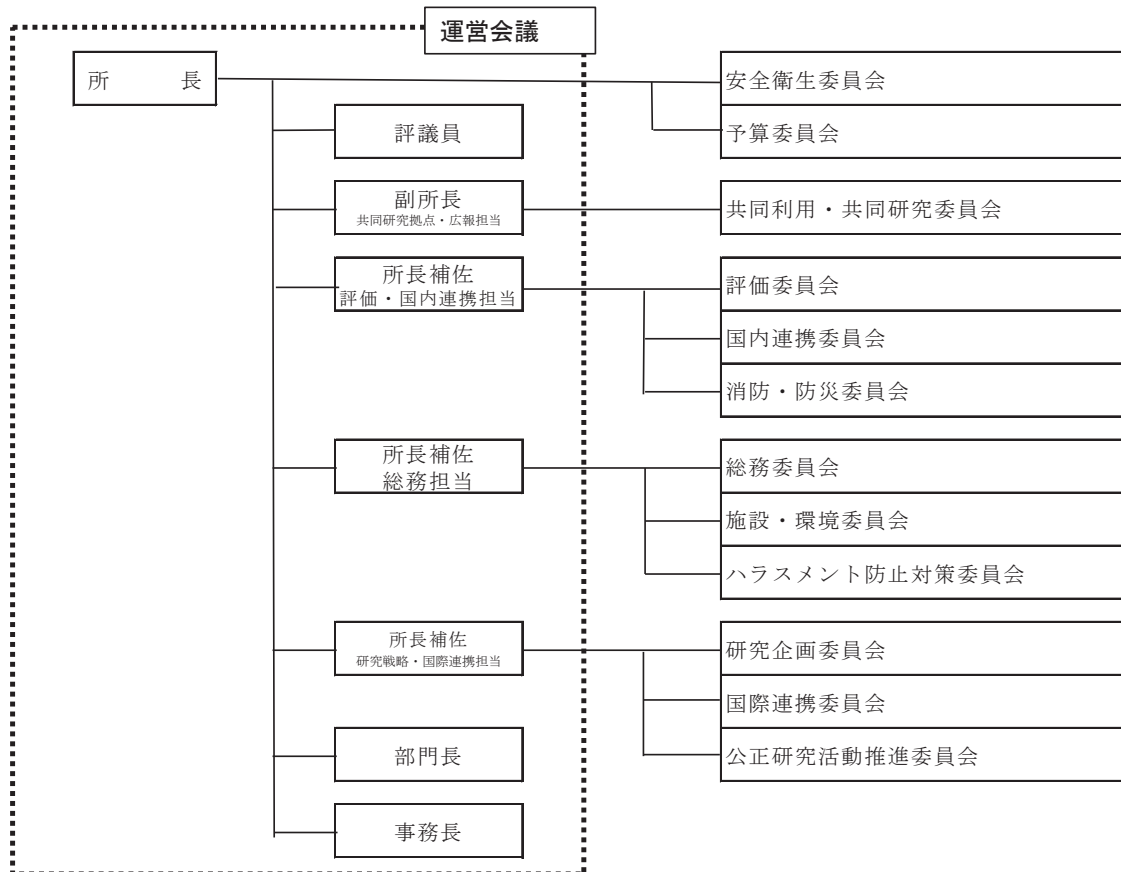 運営会議
所　　長
安全衛生委員会
評議員
予算委員会
副所長
共同研究拠点・広報担当
共同利用・共同研究委員会
所長補佐
評価・国内連携担当
評価委員会
国内連携委員会
消防・防災委員会
所長補佐
総務担当
総務委員会
施設・環境委員会
ハラスメント防止対策委員会
所長補佐
研究戦略・国際連携担当
研究企画委員会
国際連携委員会
部門長
公正研究活動推進委員会
事務長